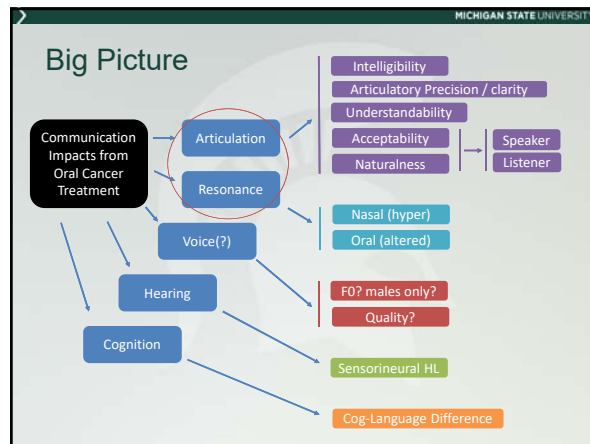 MICHIGAN STATE UNIVERSITY
Big Picture
Communication
Impacts from
Oral Cancer
Treatment
Articulation
Resonance
Voice(?)
Hearing
Cognition
Intelligibility
Articulatory Precision / clarity
Understandability
Acceptability
Naturalness
Speaker
Listener
Nasal (hyper)
Oral (altered)
F0? males only?
Quality?
Sensorineural HL
Cog-Language Difference